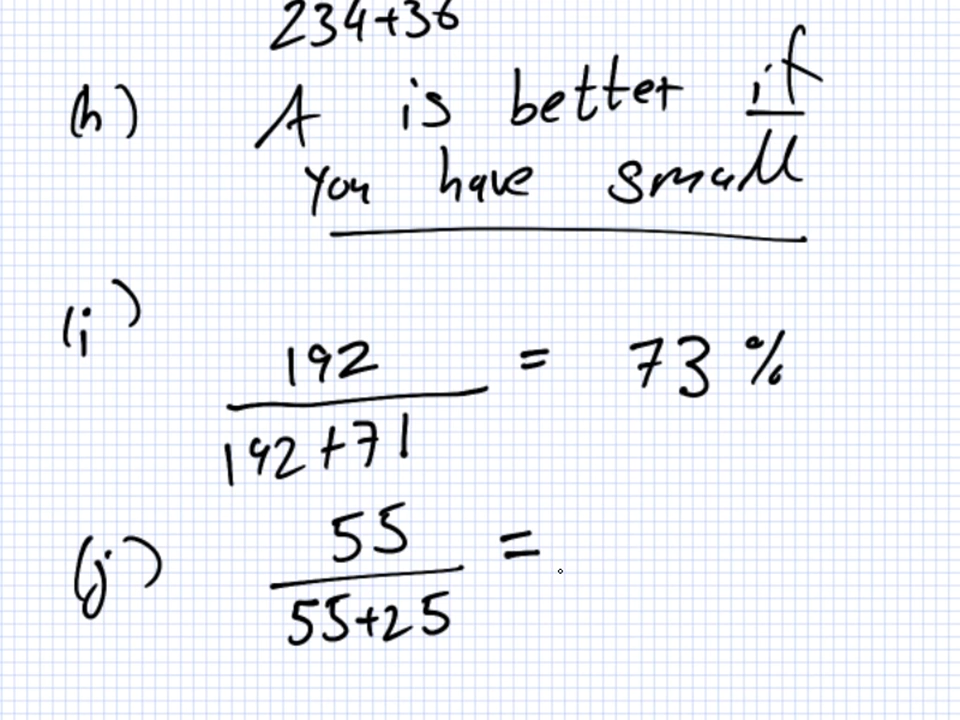 234+36
(h) A is better if
you have small
(i)
192 = 73 %
192+71
(j) 55 =
55+25